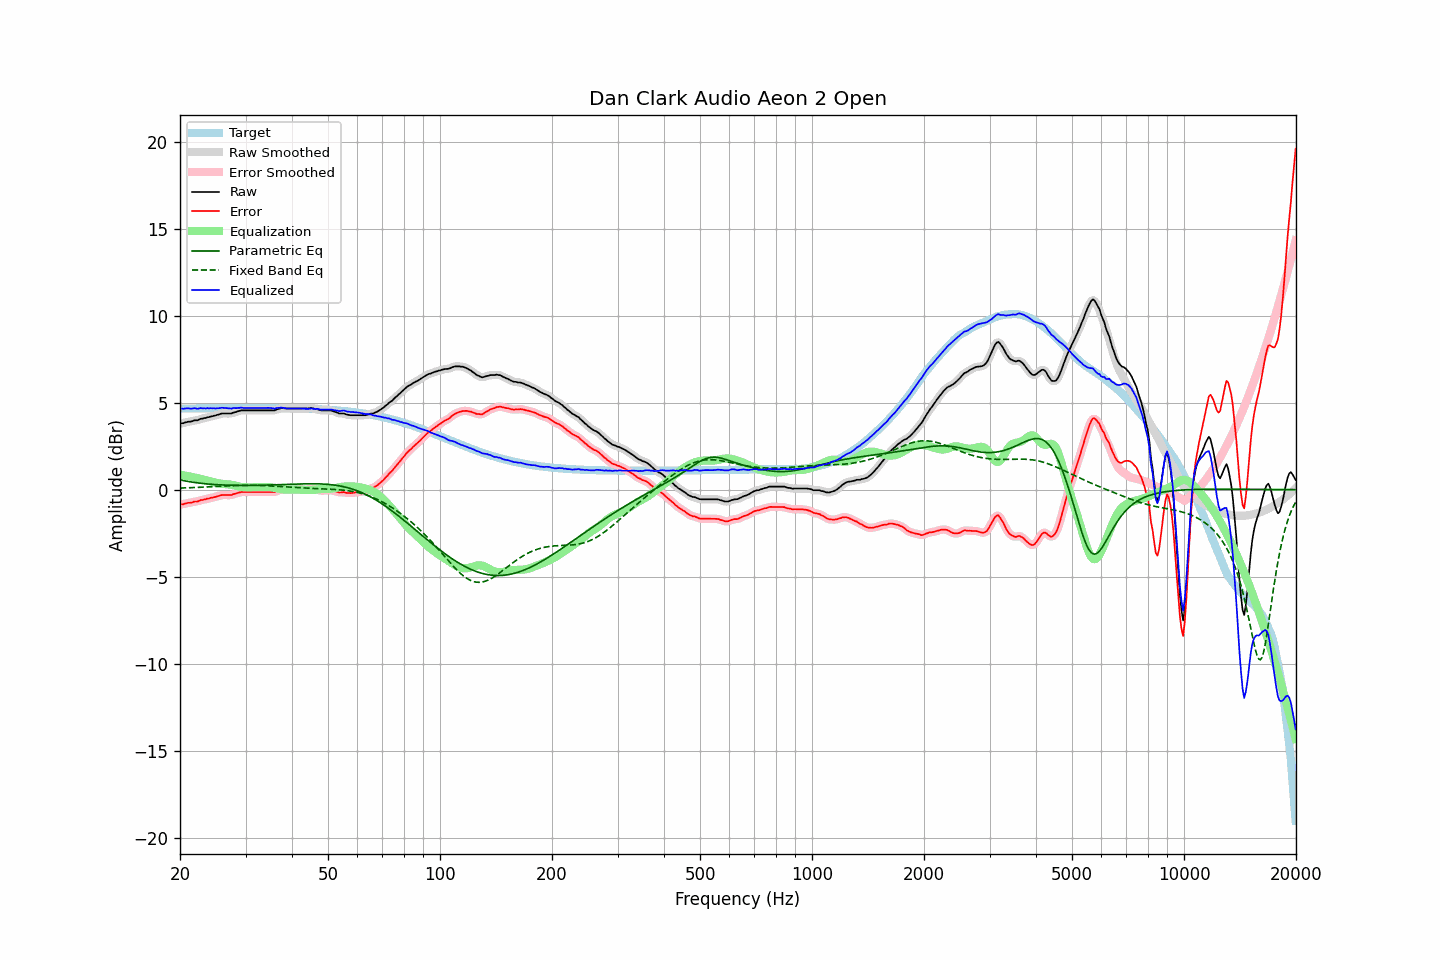 Dan Clark Audio Aeon 2 Open
Target
Raw Smoothed
Error Smoothed
Raw
Error
Equalization
Parametric Eq
Fixed Band Eq
Equalized
20
15
10
5
0
−5
−10
−15
−20
Amplitude (dBr)
20
50
100
200
500
1000
2000
5000
10000
20000
Frequency (Hz)